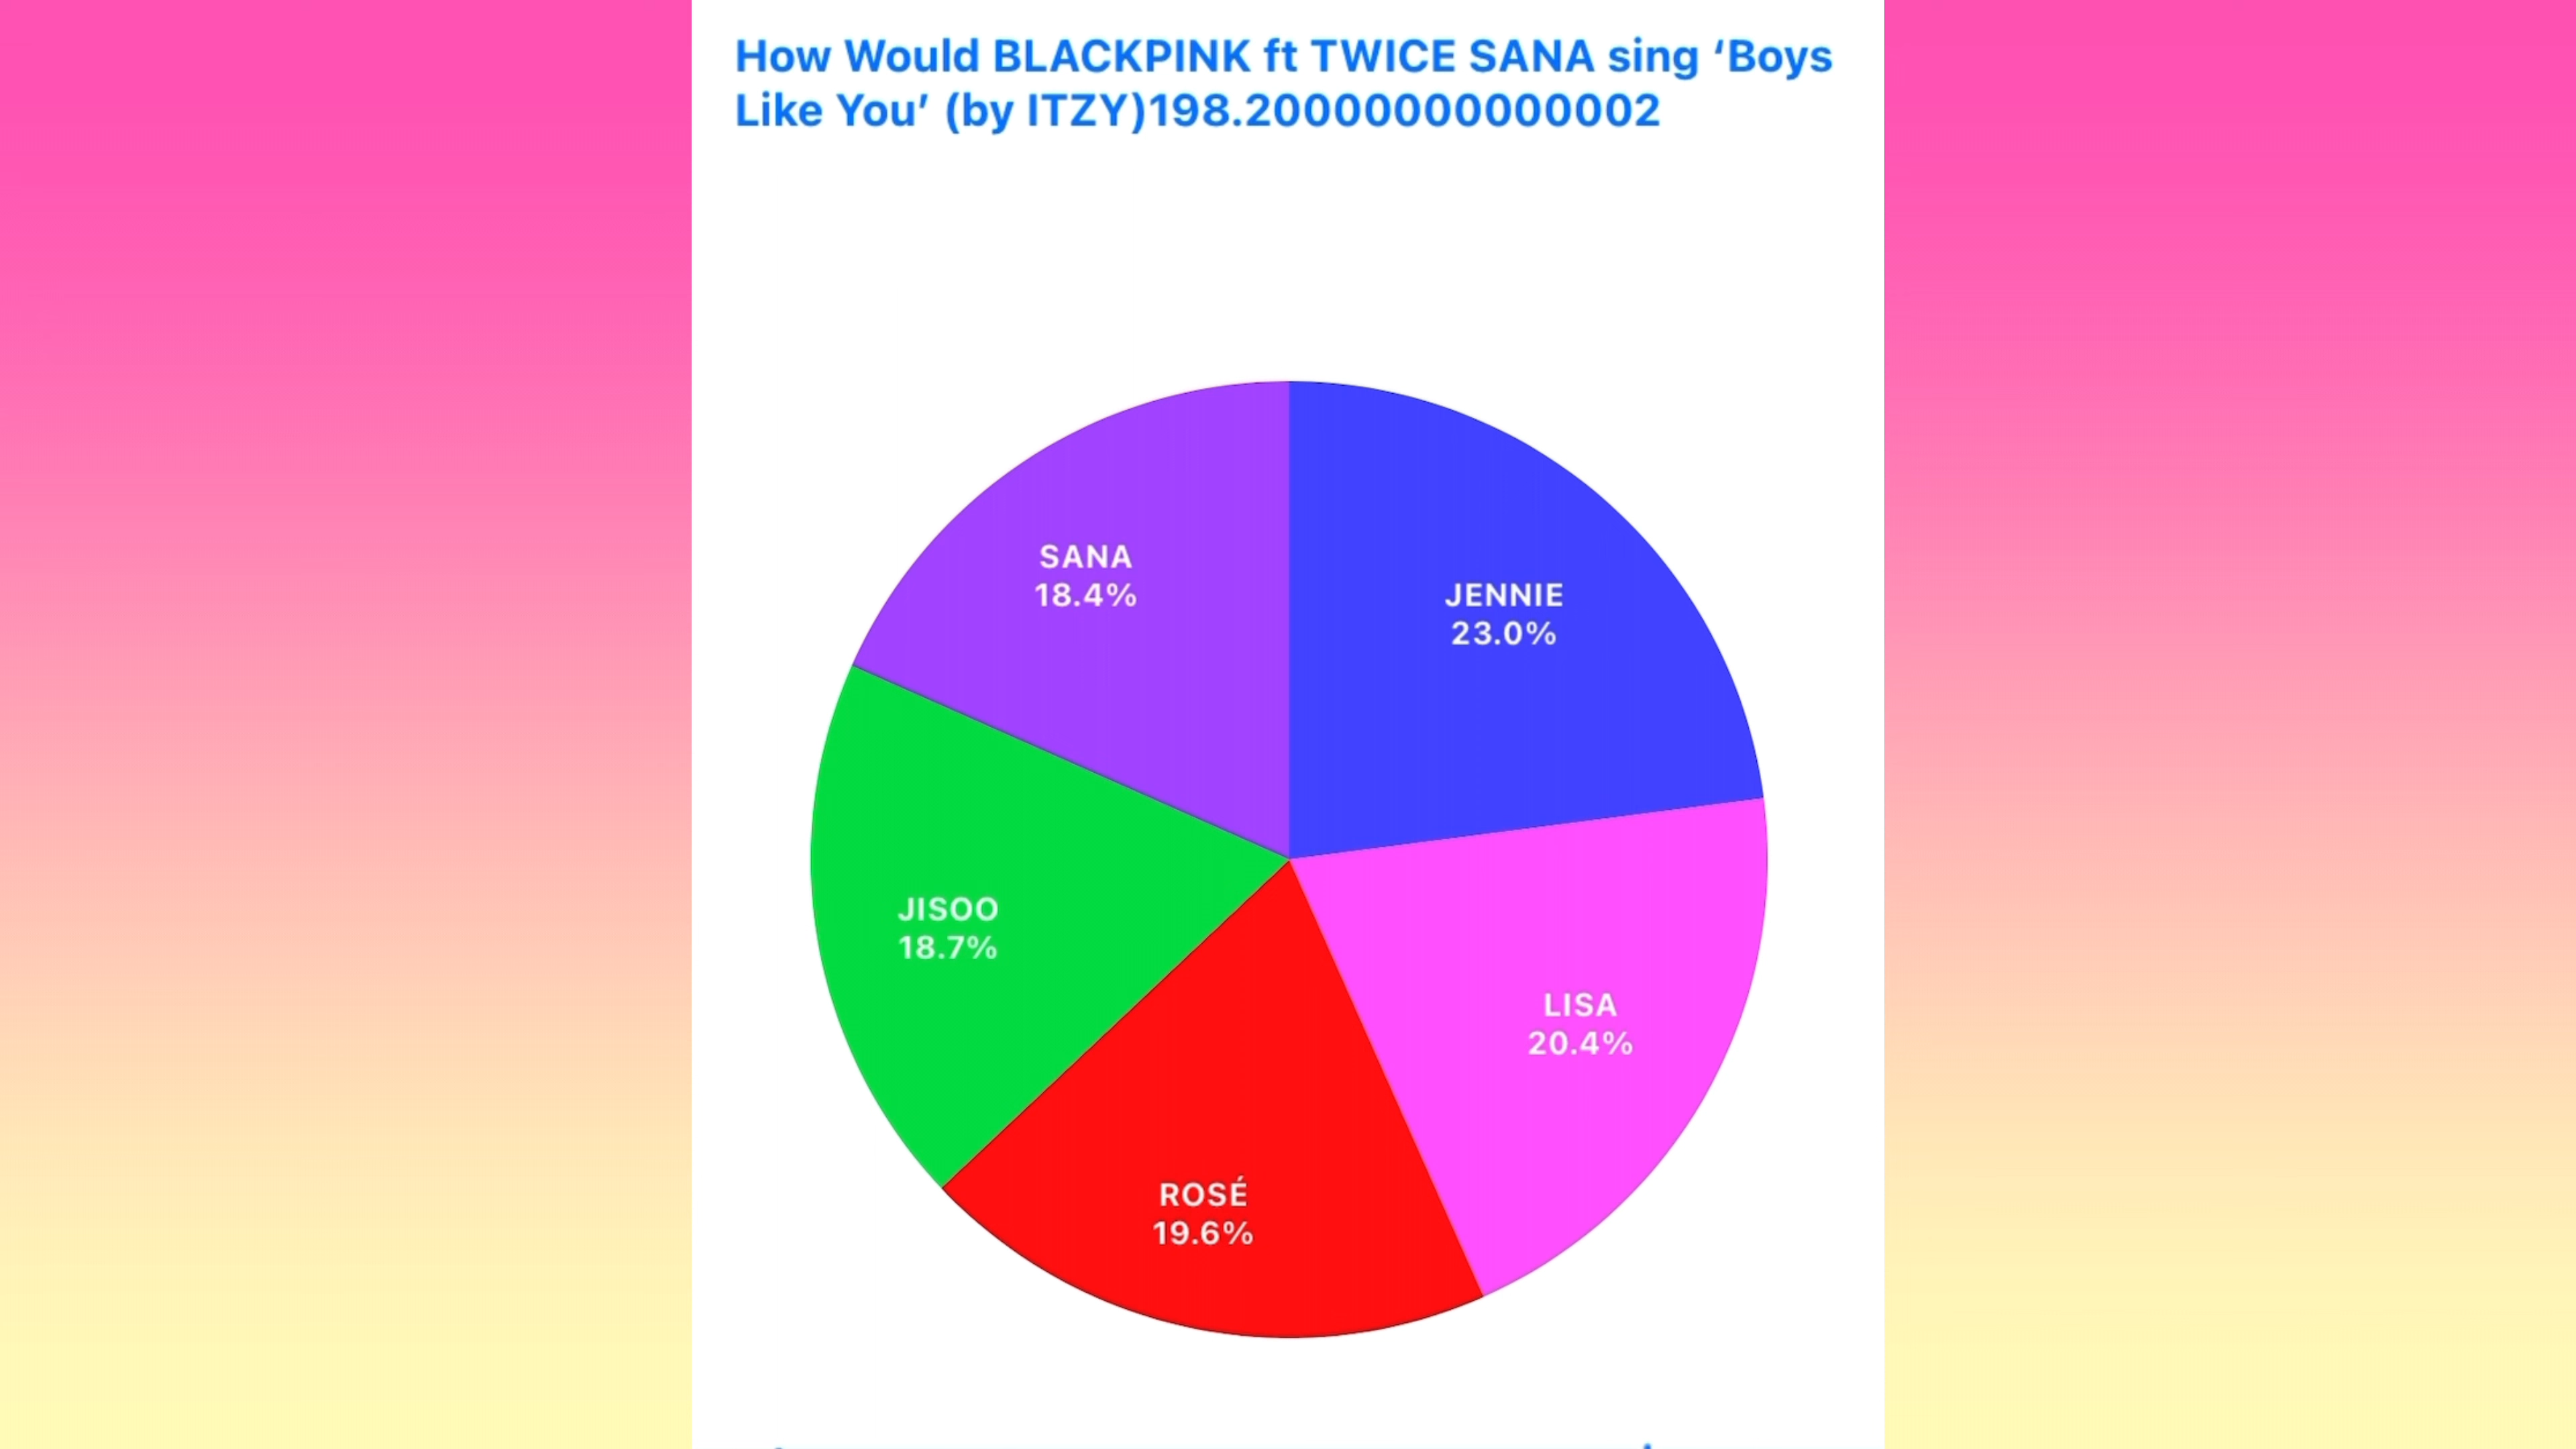 How Would BLACKPINK ft TWICE SANA sing ‘Boys
Like You’ (by ITZY)198.20000000000002
SANA
18.4%
JENNIE
23.0%
JISOO
18.7%
LISA
20.4%
ROSÉ
19.6%